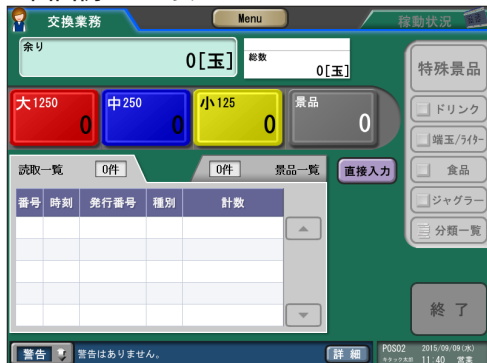 交換業務
Menu
稼動状況
余り
0[玉]
総数
0[玉]
特殊景品
大1250
0
中250
0
小125
0
景品
0
ドリンク
端玉/ライター
食品
ジャグラー
分類一覧
読取一覧
0件
0件
景品一覧
直接入力
番号
時刻
発行番号
種別
計数
終了
警告
警告はありません。
詳細
POS02
2015/09/09(水)
11:40
営業